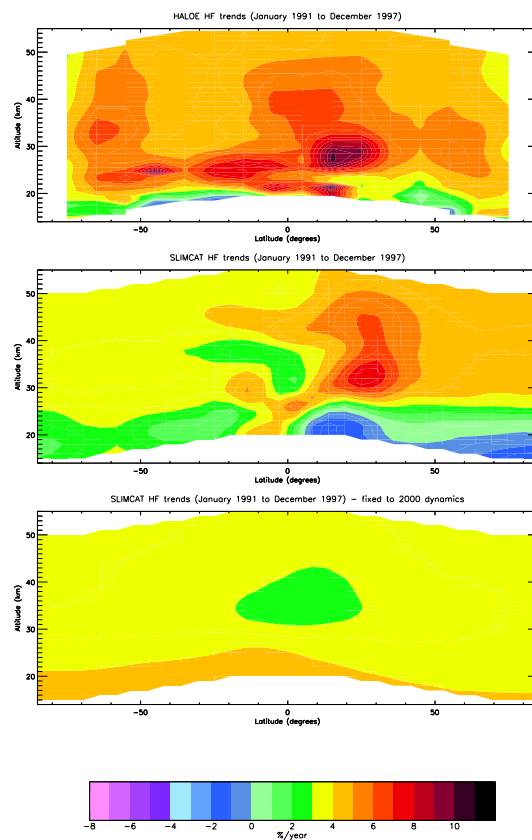 HALOE HF trends (January 1991 to December 1997)
Altitude (km)
50
40
30
20
-50 0 50
Latitude (degrees)
SLIMCAT HF trends (January 1991 to December 1997)
Altitude (km)
50
40
30
20
-50 0 50
Latitude (degrees)
SLIMCAT HF trends (January 1991 to December 1997) - fixed to 2000 dynamics
Altitude (km)
50
40
30
20
-50 0 50
Latitude (degrees)
-8 -6 -4 -2 0 2 4 6 8 10
%/year